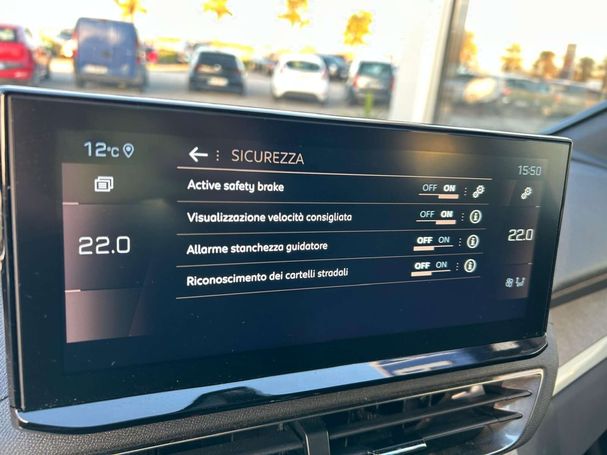 12°C
SICUREZZA
15:50
Active safety brake OFF ON
Visualizzazione velocità consigliata OFF ON
22.0
22.0
Allarme stanchezza guidatore OFF ON
Riconoscimento dei cartelli stradali OFF ON